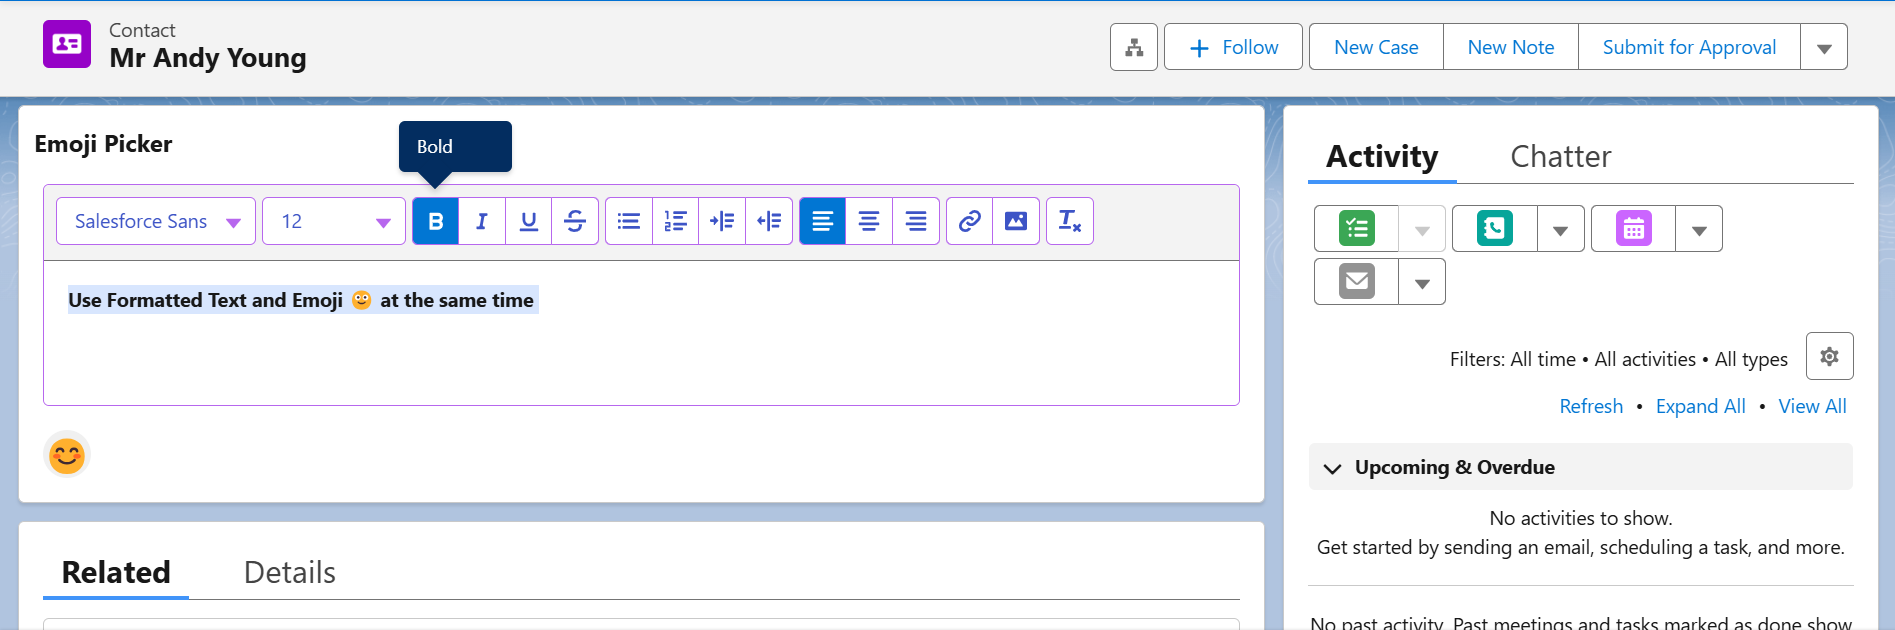 Contact
Mr Andy Young
Follow
New Case
New Note
Submit for Approval
Emoji Picker
Bold
Salesforce Sans
12
B I U S
Use Formatted Text and Emoji 🙂 at the same time
Related
Details
Activity
Chatter
Filters: All time • All activities • All types
Refresh • Expand All • View All
Upcoming & Overdue
No activities to show.
Get started by sending an email, scheduling a task, and more.
No past activity. Past meetings and tasks marked as done show